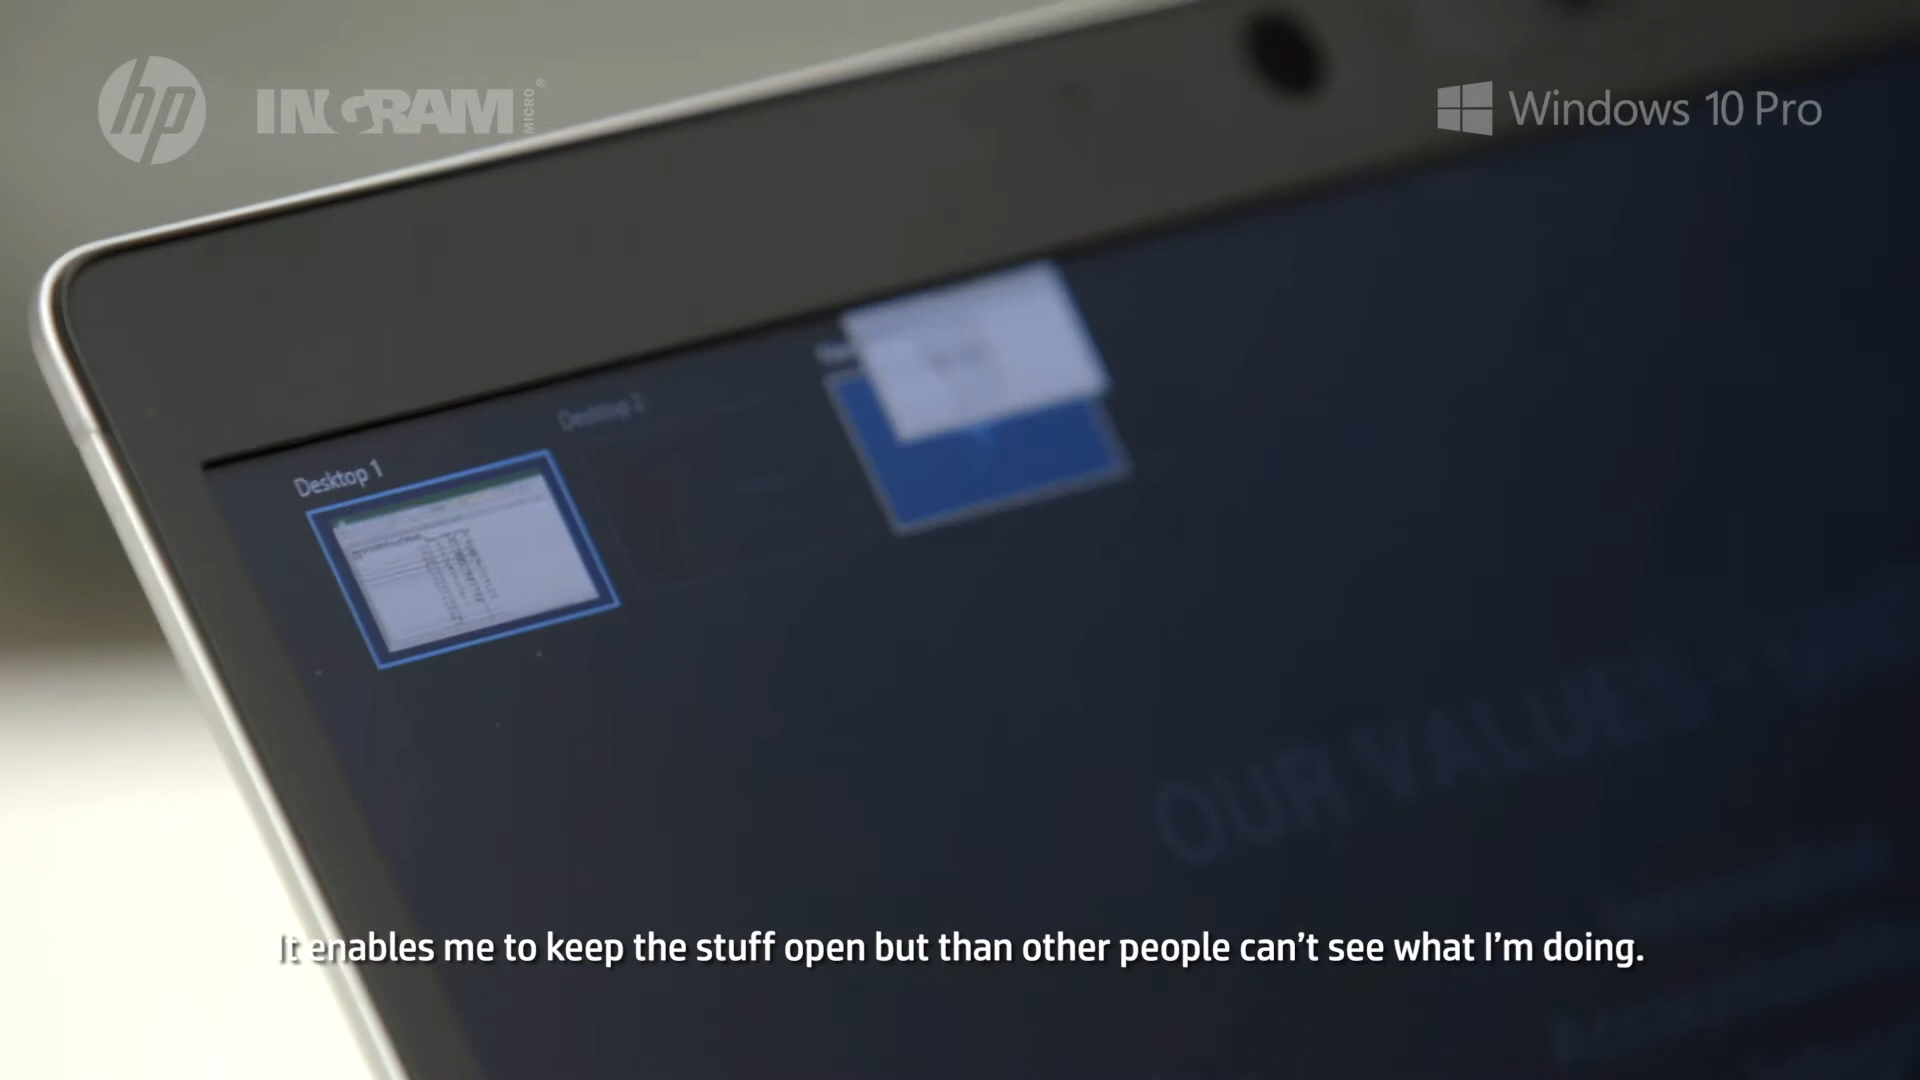 hp INGRAM MICRO®
Windows 10 Pro
Desktop 2
Desktop 1
OUR VALUES
It enables me to keep the stuff open but than other people can't see what I'm doing.